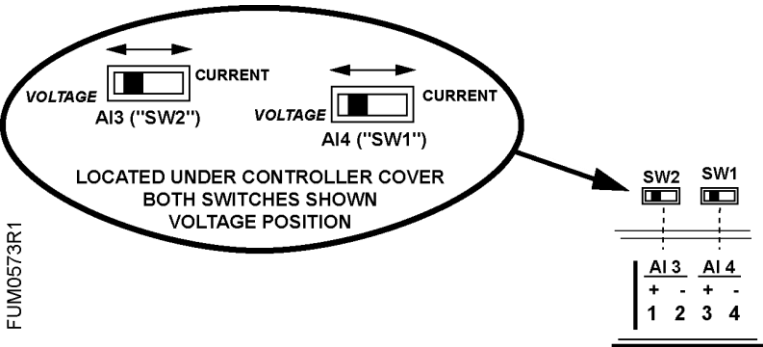 VOLTAGE CURRENT
AI3 ("SW2")
VOLTAGE CURRENT
AI4 ("SW1")
LOCATED UNDER CONTROLLER COVER
BOTH SWITCHES SHOWN
VOLTAGE POSITION
SW2 SW1
AI 3 AI 4
+ - + -
1 2 3 4
FUM0573R1